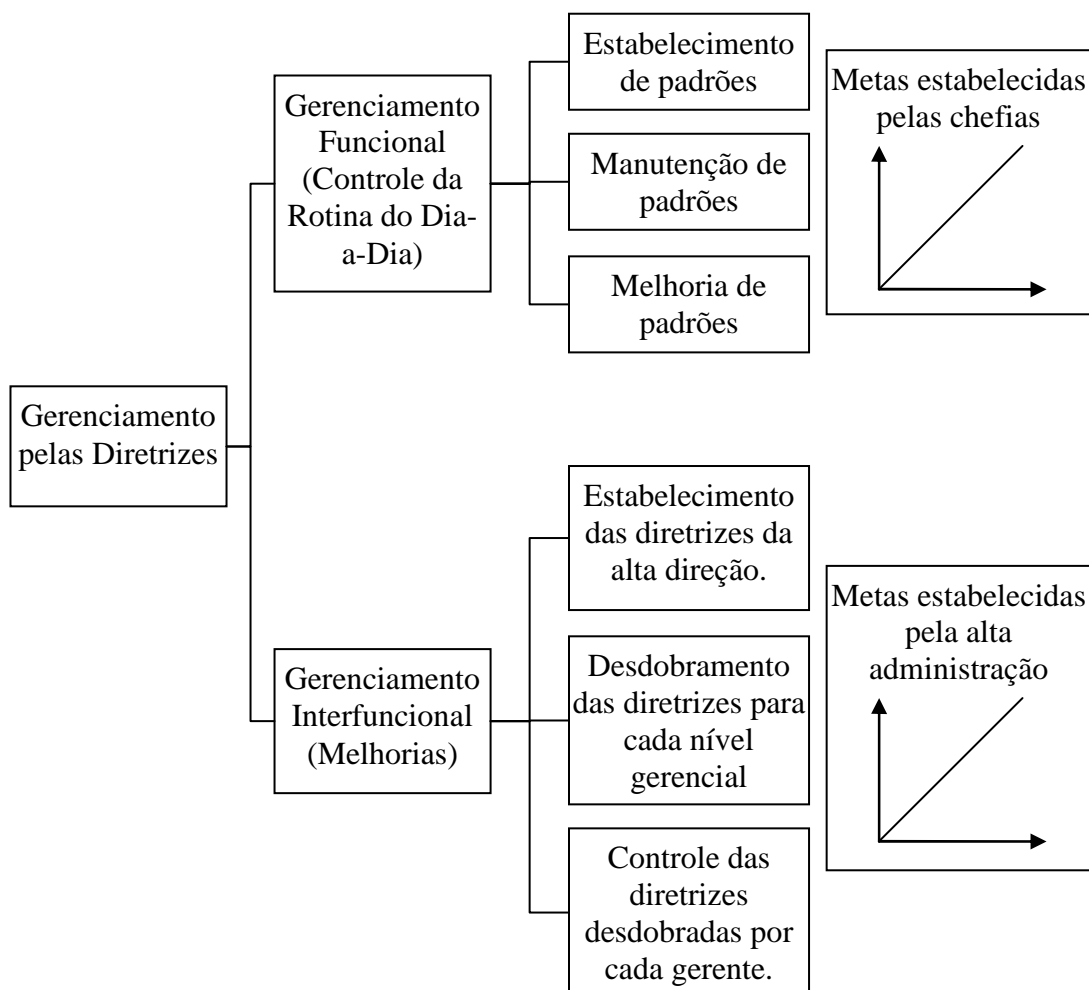 Gerenciamento
pelas Diretrizes
Gerenciamento
Funcional
(Controle da
Rotina do Dia-
a-Dia)
Estabelecimento
de padrões
Manutenção de
padrões
Melhoria de
padrões
Metas estabelecidas
pelas chefias
Gerenciamento
Interfuncional
(Melhorias)
Estabelecimento
das diretrizes da
alta direção.
Desdobramento
das diretrizes para
cada nível
gerencial
Controle das
diretrizes
desdobradas por
cada gerente.
Metas estabelecidas
pela alta
administração